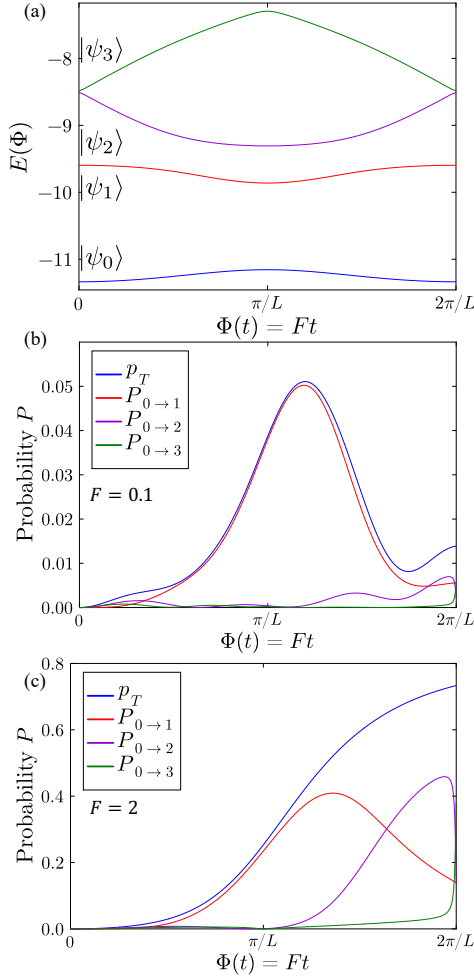 (a)
−8
−9
−10
−11
E(Φ)
|ψ₃⟩
|ψ₂⟩
|ψ₁⟩
|ψ₀⟩
0
π/L
2π/L
Φ(t) = Ft
(b)
0.05
0.04
0.03
0.02
0.01
0.00
Probability P
p_T
P_{0→1}
P_{0→2}
P_{0→3}
F = 0.1
π/L
2π/L
Φ(t) = Ft
(c)
0.8
0.6
0.4
0.2
0.0
Probability P
p_T
P_{0→1}
P_{0→2}
P_{0→3}
F = 2
0
π/L
2π/L
Φ(t) = Ft